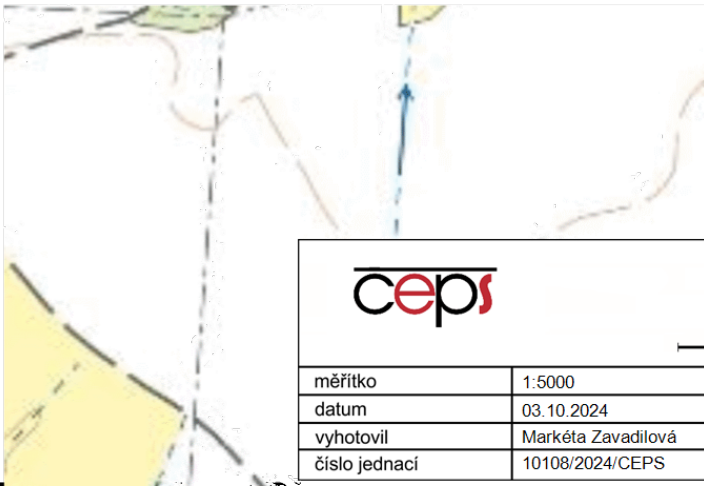 ceps
měřítko 1:5000
datum 03.10.2024
vyhotovil Markéta Zavadilová
číslo jednací 10108/2024/CEPS